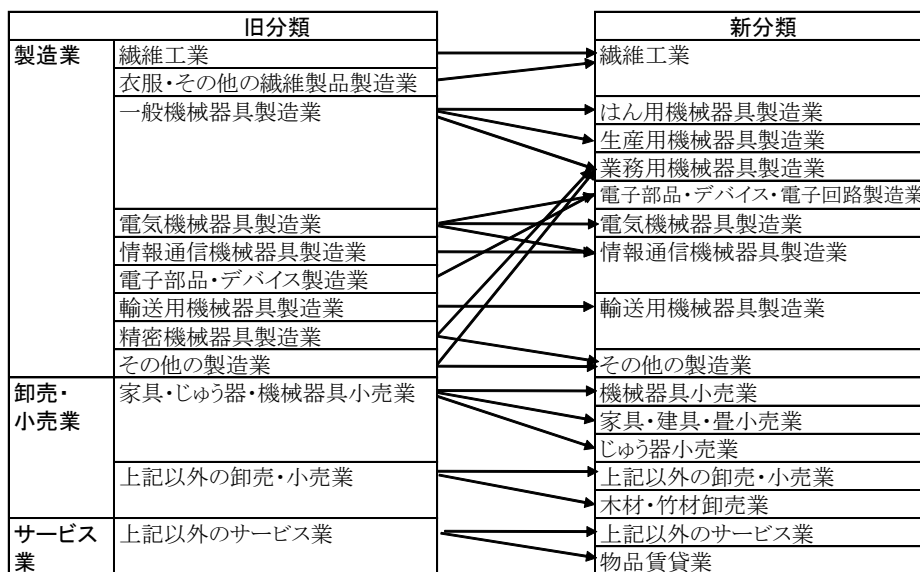 旧分類
新分類
製造業
繊維工業
繊維工業
衣服・その他の繊維製品製造業
一般機械器具製造業
はん用機械器具製造業
生産用機械器具製造業
業務用機械器具製造業
電子部品・デバイス・電子回路製造業
電気機械器具製造業
電気機械器具製造業
情報通信機械器具製造業
情報通信機械器具製造業
電子部品・デバイス製造業
輸送用機械器具製造業
輸送用機械器具製造業
精密機械器具製造業
その他の製造業
その他の製造業
卸売・
小売業
家具・じゅう器・機械器具小売業
機械器具小売業
家具・建具・畳小売業
じゅう器小売業
上記以外の卸売・小売業
上記以外の卸売・小売業
木材・竹材卸売業
サービス
業
上記以外のサービス業
上記以外のサービス業
物品賃貸業